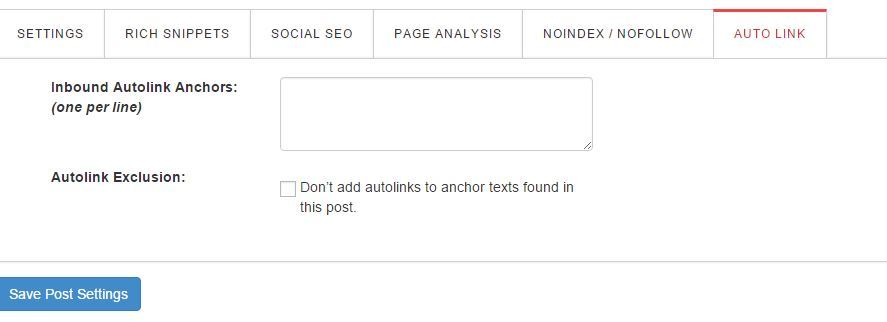 SETTINGS RICH SNIPPETS SOCIAL SEO PAGE ANALYSIS NOINDEX / NOFOLLOW AUTO LINK
Inbound Autolink Anchors:
(one per line)
Autolink Exclusion:
Don't add autolinks to anchor texts found in
this post.
Save Post Settings